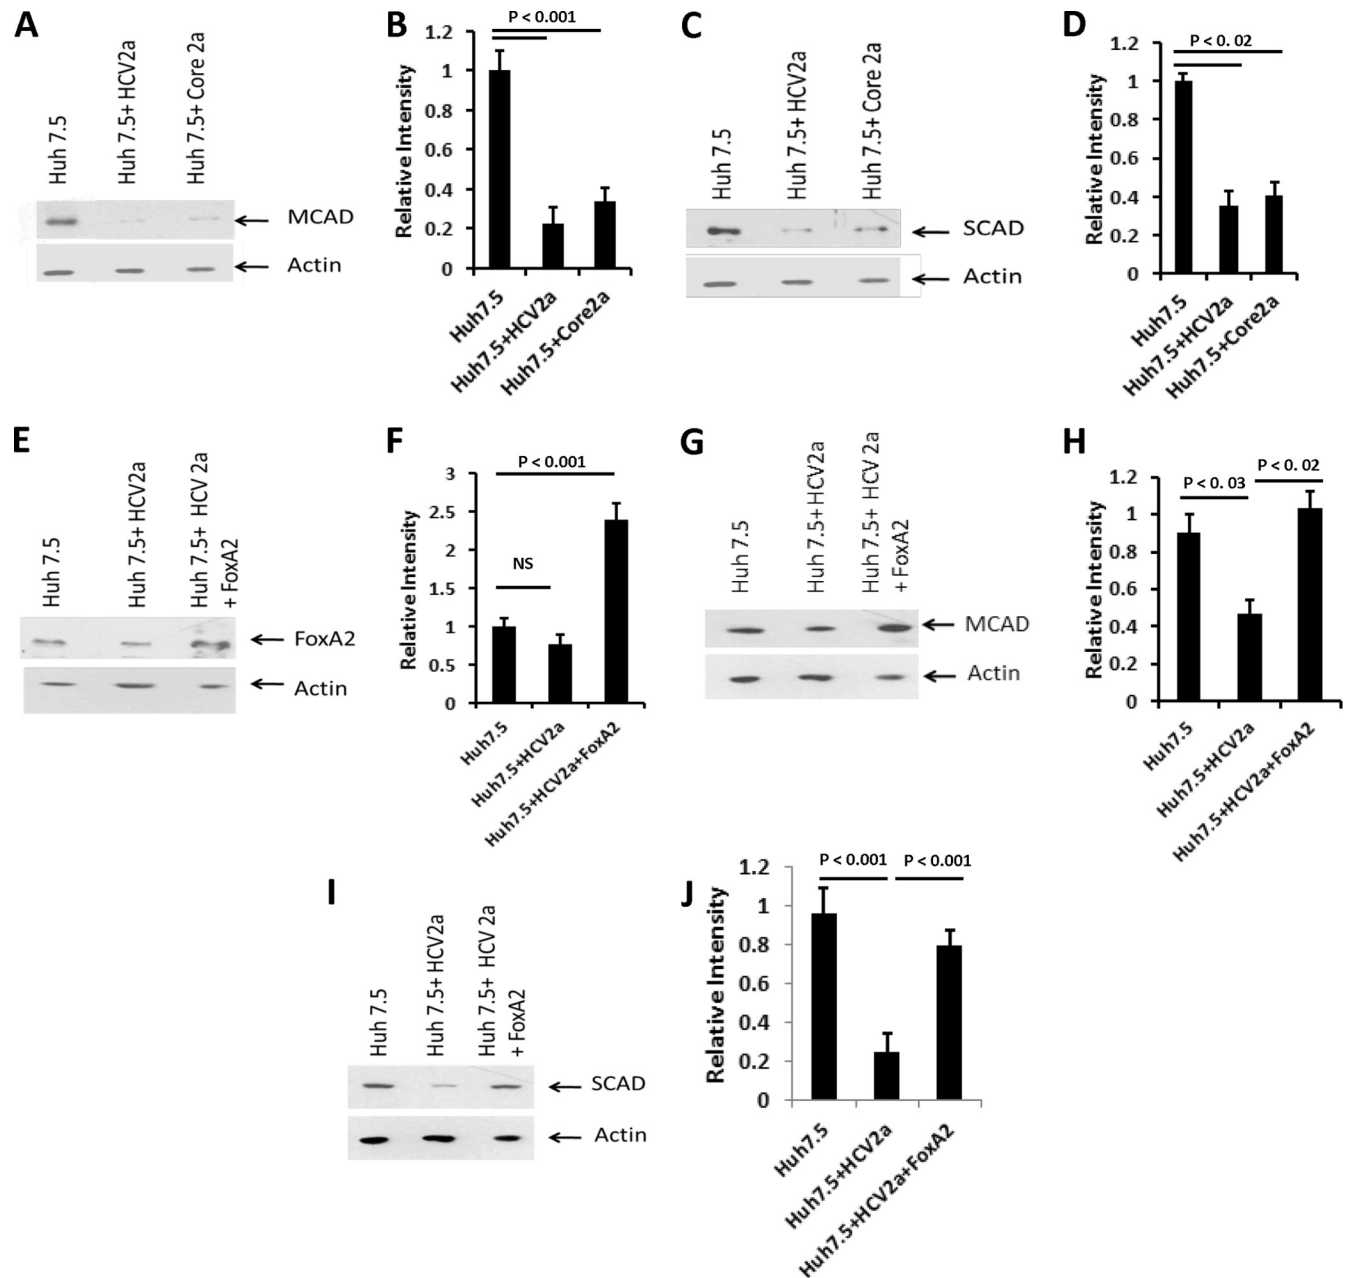 A
Huh 7.5
Huh 7.5+ HCV2a
Huh 7.5+ Core 2a
MCAD
Actin
B
P < 0.001
Relative Intensity
1.2
1
0.8
0.6
0.4
0.2
0
Huh7.5
Huh7.5+HCV2a
Huh7.5+Core2a
C
Huh 7.5
Huh 7.5+ HCV2a
Huh 7.5+ Core 2a
SCAD
Actin
D
P < 0. 02
Relative Intensity
1.2
1
0.8
0.6
0.4
0.2
0
Huh7.5
Huh7.5+HCV2a
Huh7.5+Core2a
E
Huh 7.5
Huh 7.5+ HCV2a
Huh 7.5+ HCV 2a
+ FoxA2
FoxA2
Actin
F
P < 0.001
NS
Relative Intensity
3
2.5
2
1.5
1
0.5
0
Huh7.5
Huh7.5+HCV2a
Huh7.5+HCV2a+FoxA2
G
Huh 7.5
Huh 7.5+HCV2a
Huh 7.5+ HCV 2a
+ FoxA2
MCAD
Actin
H
P < 0. 03
P < 0. 02
Relative Intensity
1.2
1
0.8
0.6
0.4
0.2
0
Huh7.5
Huh7.5+HCV2a
Huh7.5+HCV2a+FoxA2
I
Huh 7.5
Huh 7.5+ HCV2a
Huh 7.5+ HCV 2a
+ FoxA2
SCAD
Actin
J
P < 0.001
P < 0.001
Relative Intensity
1.2
1
0.8
0.6
0.4
0.2
0
Huh7.5
Huh7.5+HCV2a
Huh7.5+HCV2a+FoxA2